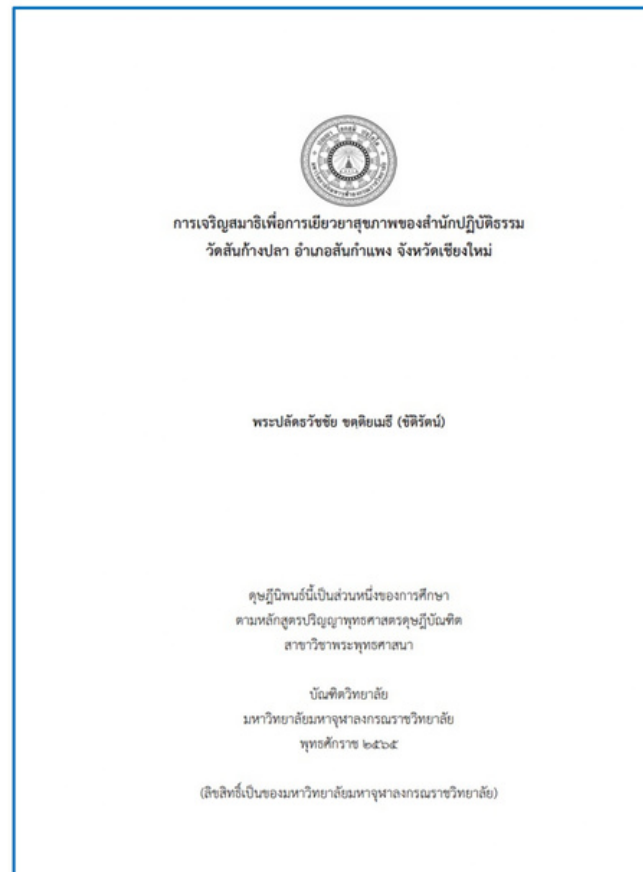 การเจริญสมาธิเพื่อการเยียวยาสุขภาพของสำนักปฏิบัติธรรม
วัดสันก้างปลา อำเภอสันกำแพง จังหวัดเชียงใหม่
พระปลัดธวัชชัย ขตฺติยเมธี (ขัติรัตน์)
ดุษฎีนิพนธ์นี้เป็นส่วนหนึ่งของการศึกษา
ตามหลักสูตรปริญญาพุทธศาสตรดุษฎีบัณฑิต
สาขาวิชาพระพุทธศาสนา
บัณฑิตวิทยาลัย
มหาวิทยาลัยมหาจุฬาลงกรณราชวิทยาลัย
พุทธศักราช ๒๕๖๕
(ลิขสิทธิ์เป็นของมหาวิทยาลัยมหาจุฬาลงกรณราชวิทยาลัย)